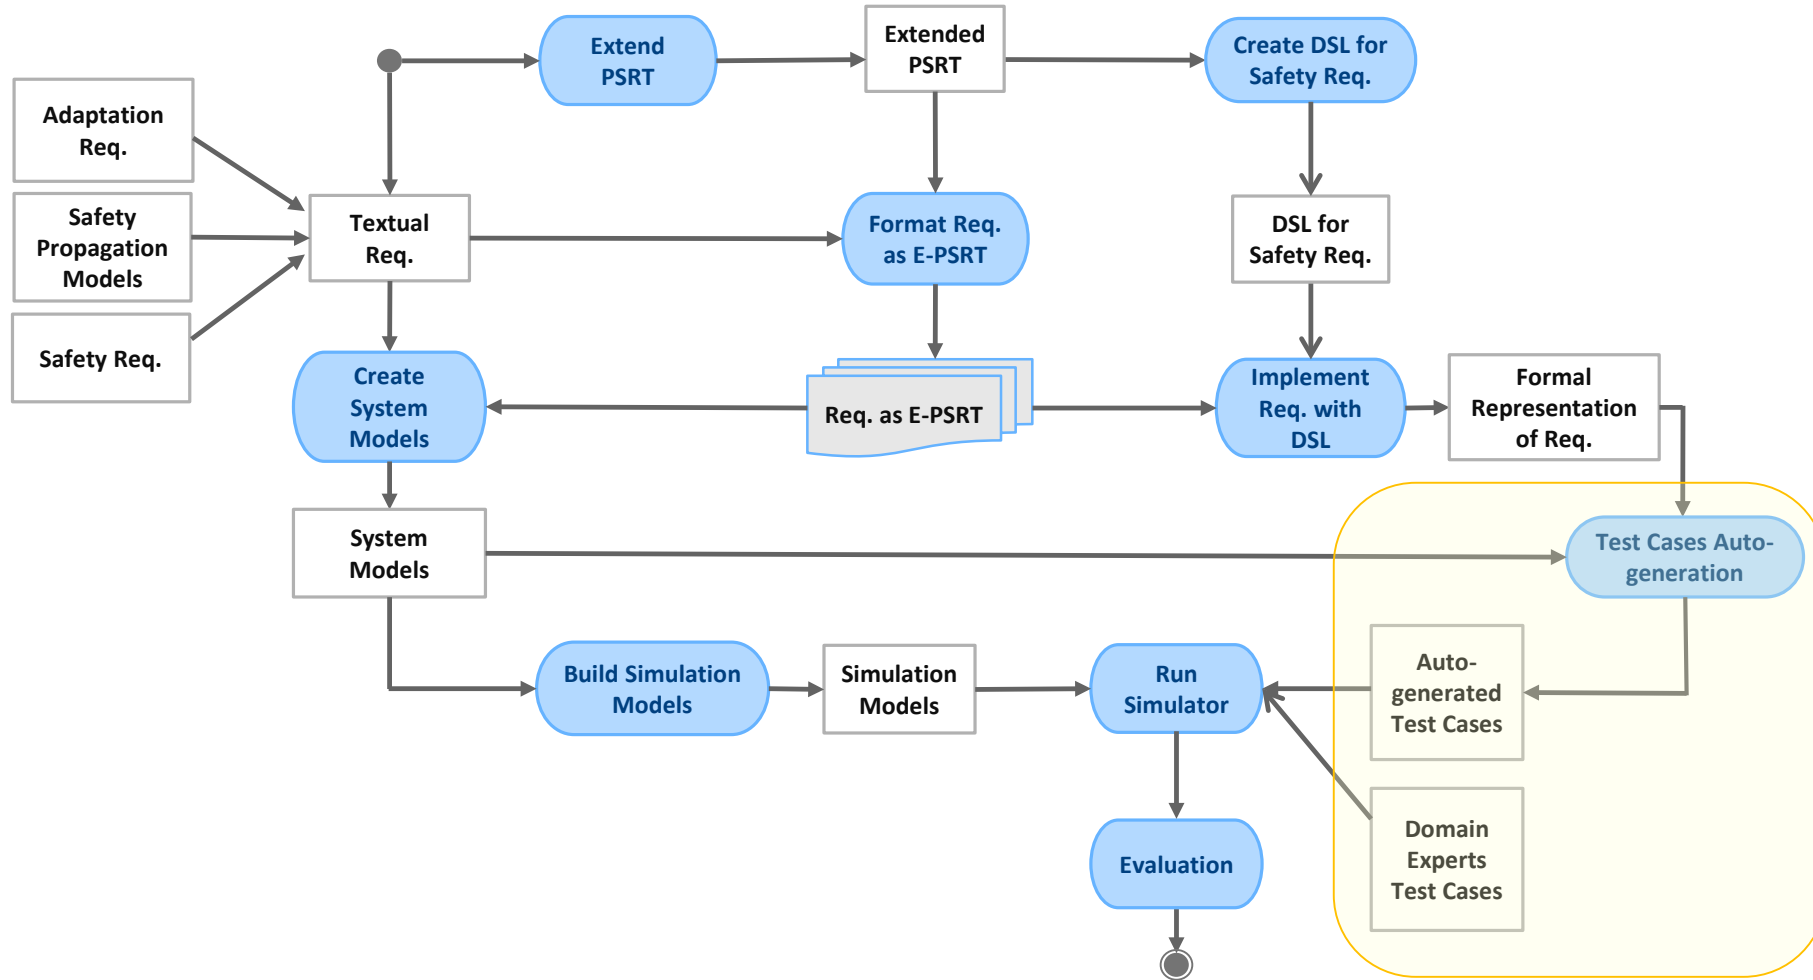 Extend
PSRT
Extended
PSRT
Create DSL for
Safety Req.
Adaptation
Req.
Safety
Propagation
Models
Safety Req.
Textual
Req.
Format Req.
as E-PSRT
DSL for
Safety Req.
Create
System
Models
Req. as E-PSRT
Implement
Req. with
DSL
Formal
Representation
of Req.
System
Models
Test Cases Auto-
generation
Build Simulation
Models
Simulation
Models
Run
Simulator
Auto-
generated
Test Cases
Evaluation
Domain
Experts
Test Cases